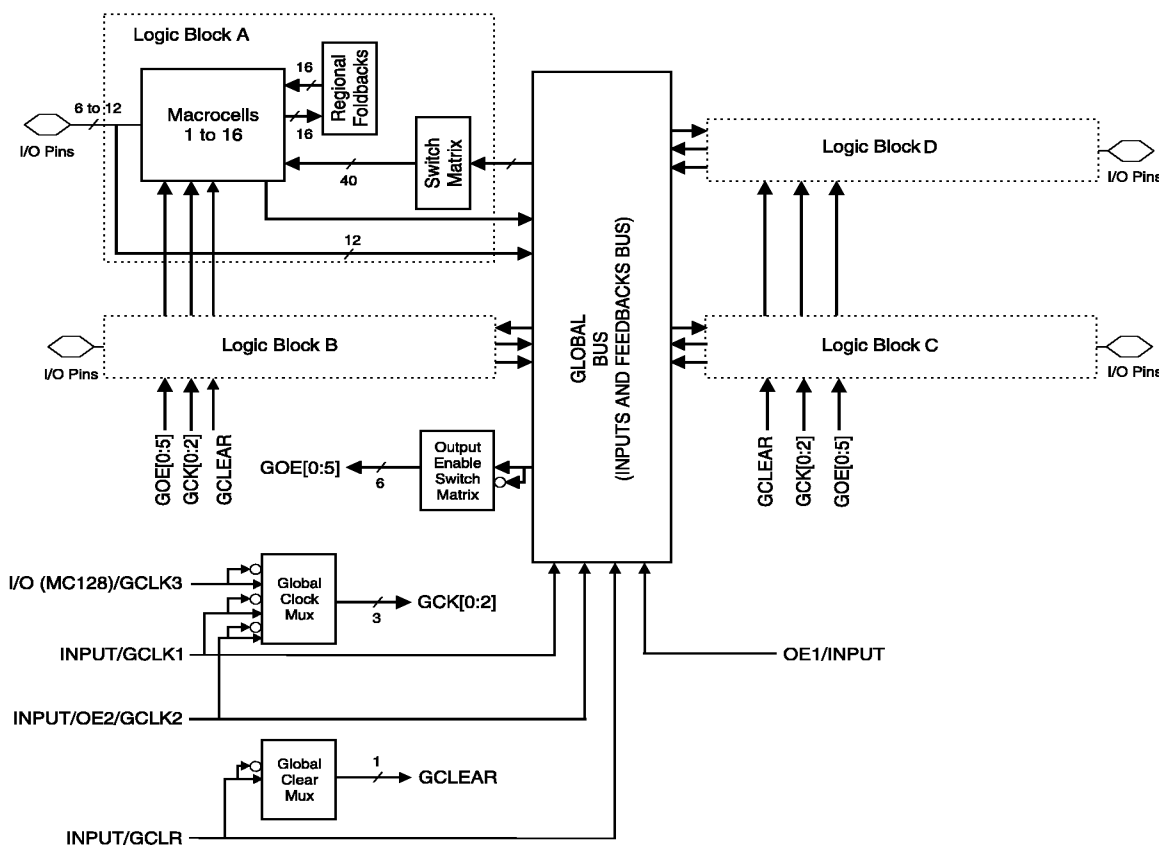 Logic Block A
6 to 12
I/O Pins
Macrocells
1 to 16
16
16
Regional
Foldbacks
40
Switch
Matrix
12
Logic Block B
I/O Pins
GOE[0:5]
GCK[0:2]
GCLEAR
GLOBAL
BUS
(INPUTS AND FEEDBACKS BUS)
Logic Block D
I/O Pins
Logic Block C
I/O Pins
GCLEAR
GCK[0:2]
GOE[0:5]
GOE[0:5]
6
Output
Enable
Switch
Matrix
I/O (MC128)/GCLK3
Global
Clock
Mux
3
GCK[0:2]
INPUT/GCLK1
OE1/INPUT
INPUT/OE2/GCLK2
Global
Clear
Mux
1
GCLEAR
INPUT/GCLR